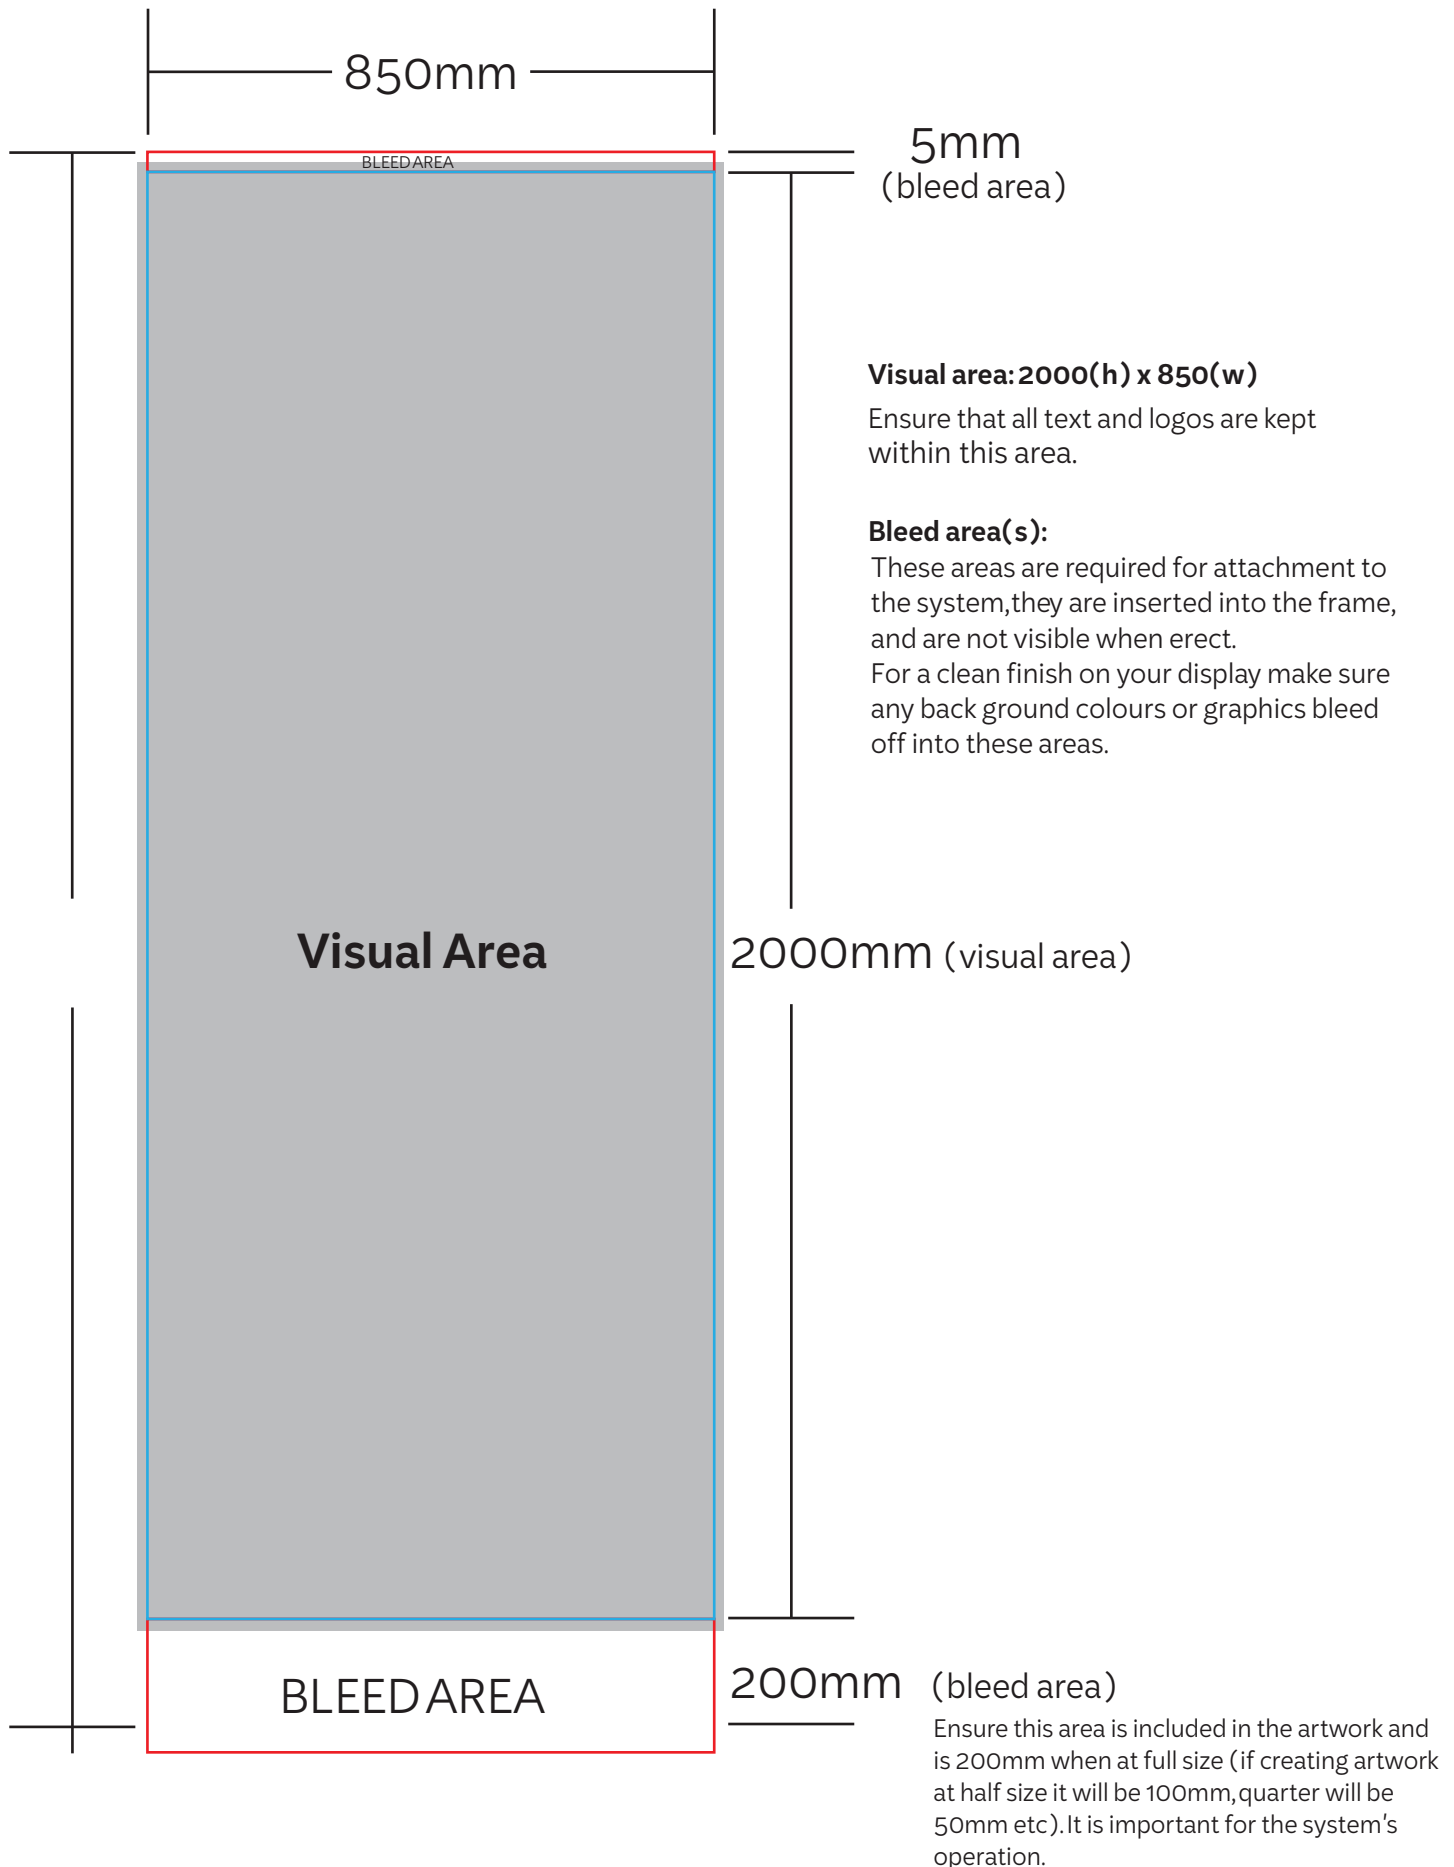 850mm
5mm
(bleed area)
BLEED AREA
Visual area: 2000(h) x 850(w)
Ensure that all text and logos are kept
within this area.
Bleed area(s):
These areas are required for attachment to
the system, they are inserted into the frame,
and are not visible when erect.
For a clean finish on your display make sure
any back ground colours or graphics bleed
off into these areas.
Visual Area
2000mm (visual area)
BLEED AREA
200mm (bleed area)
Ensure this area is included in the artwork and
is 200mm when at full size (if creating artwork
at half size it will be 100mm, quarter will be
50mm etc). It is important for the system's
operation.